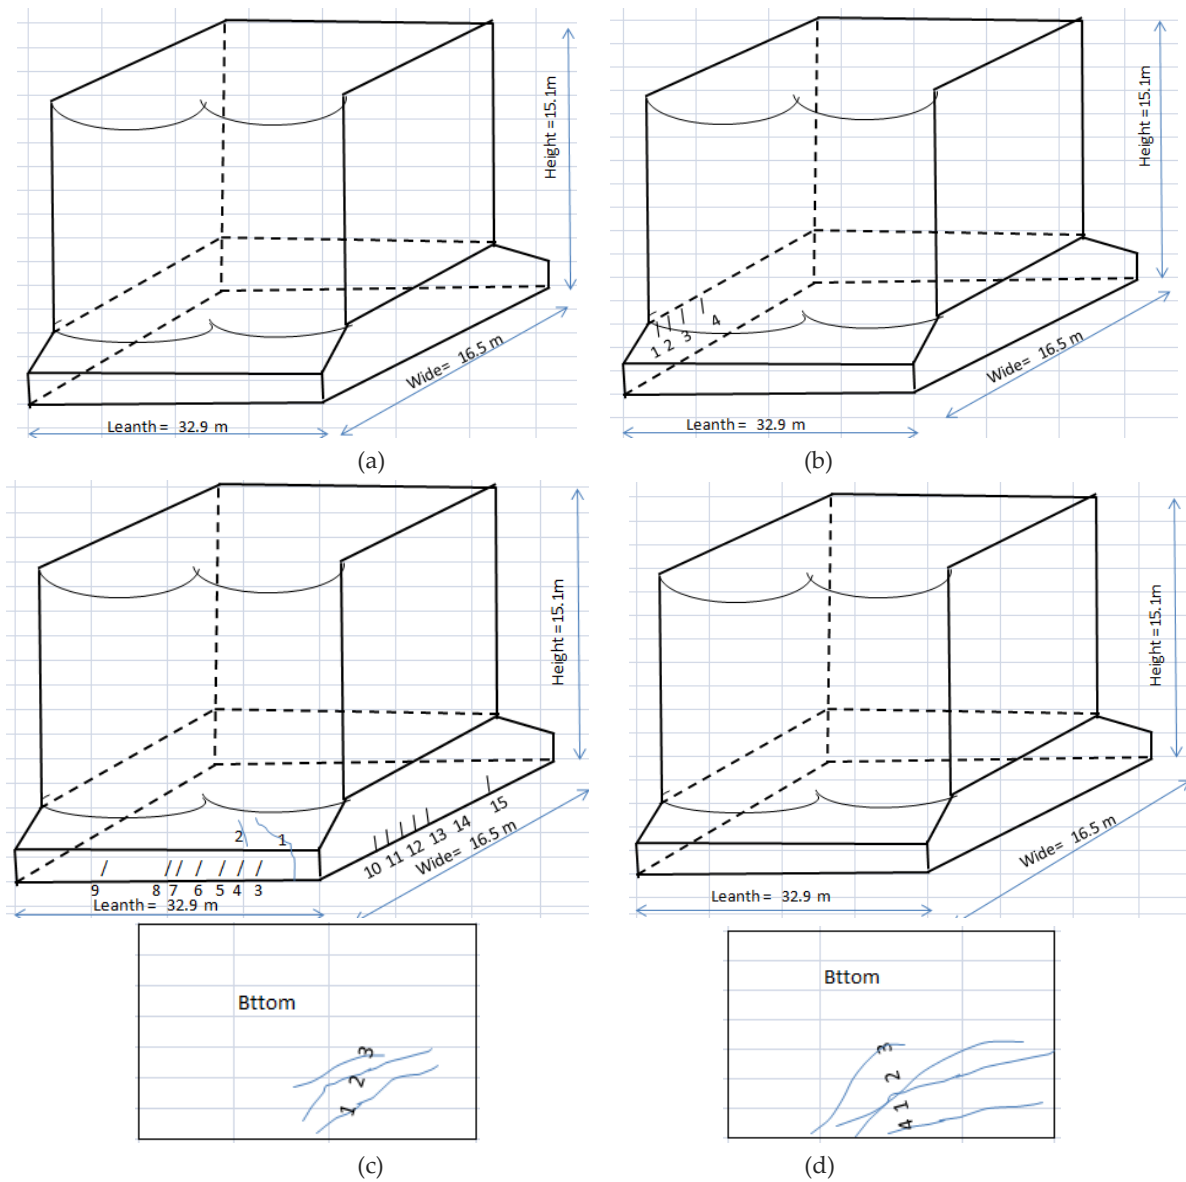 Height =15.1m
Wide= 16.5 m
Leanth = 32.9 m
(a)
Height =15.1m
1 2 3 4
Wide= 16.5 m
Leanth = 32.9 m
(b)
Height =15.1m
2 1
9 8 7 6 5 4 3
10 11 12 13 14 15
Wide= 16.5 m
Leanth = 32.9 m
Bttom
3
2
1
(c)
Height =15.1m
Wide= 16.5 m
Leanth = 32.9 m
Bttom
3
2
1
4
(d)